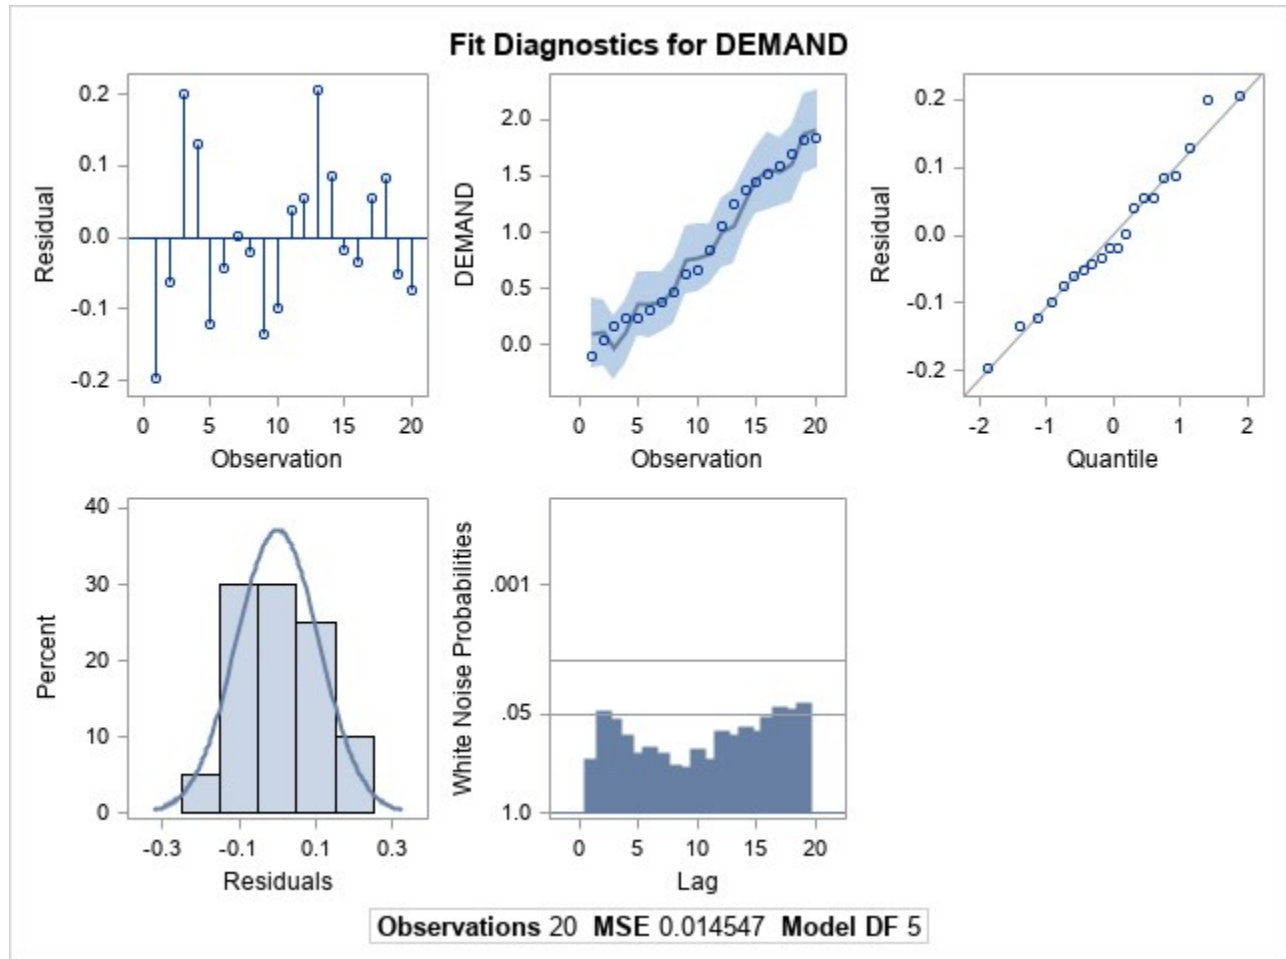 Fit Diagnostics for DEMAND
Residual
0.2
0.1
0.0
-0.1
-0.2
0 5 10 15 20
Observation
DEMAND
2.0
1.5
1.0
0.5
0.0
0 5 10 15 20
Observation
Residual
0.2
0.1
0.0
-0.1
-0.2
-2 -1 0 1 2
Quantile
Percent
40
30
20
10
0
-0.3 -0.1 0.1 0.3
Residuals
White Noise Probabilities
.001
.05
1.0
0 5 10 15 20
Lag
Observations 20 MSE 0.014547 Model DF 5